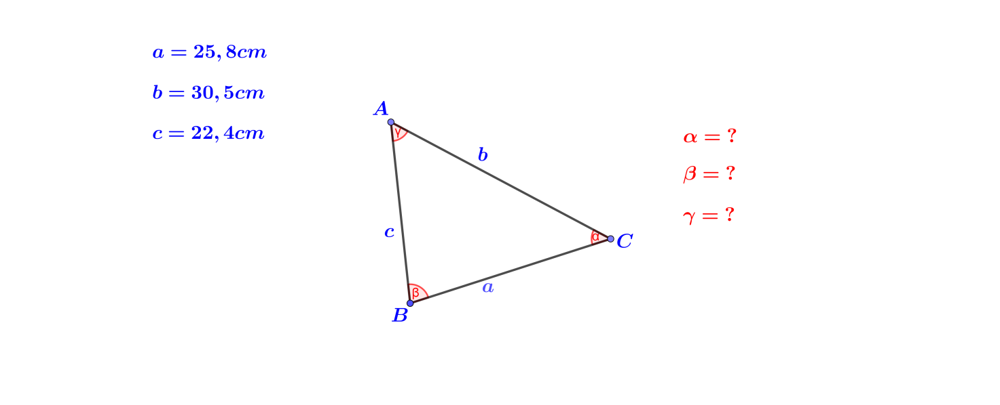 a = 25,8cm
b = 30,5cm
c = 22,4cm
A
γ
b
α = ?
β = ?
γ = ?
c
α
C
β
a
B